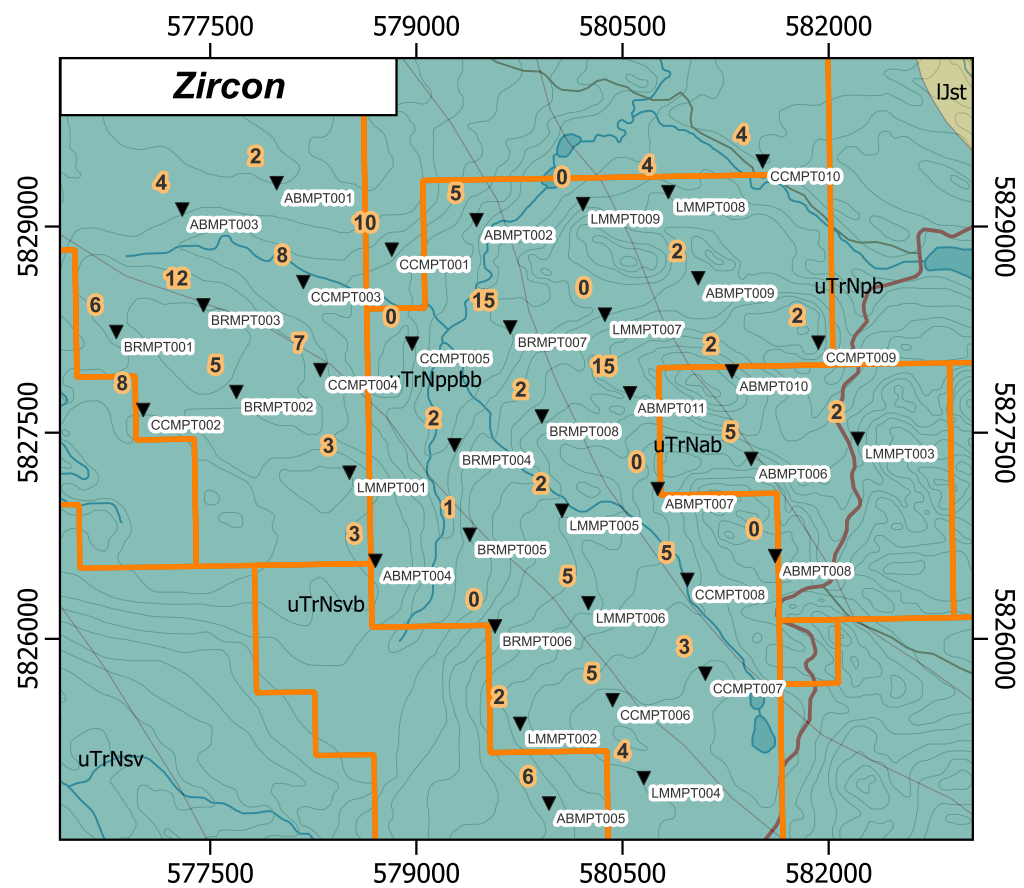 577500 579000 580500 582000
Zircon
lJst
4
2
CCMPT010
4
4
0
5
ABMPT001
LMMPT008
ABMPT003
LMMPT009
ABMPT002
10
5829000
5829000
8
2
CCMPT001
12
0
ABMPT009
uTrNpb
CCMPT003
15
6
BRMPT003
0
2
LMMPT007
BRMPT007
BRMPT001
7
2
CCMPT009
CCMPT005
5
15
8
uTrNppbb
CCMPT004
ABMPT010
2
BRMPT002
ABMPT011
2
2
CCMPT002
5
BRMPT008
5827500
5827500
3
uTrNab
BRMPT004
LMMPT003
0
ABMPT006
LMMPT001
2
1
ABMPT007
LMMPT005
3
0
BRMPT005
5
ABMPT004
ABMPT008
5
CCMPT008
0
uTrNsvb
LMMPT006
5826000
5826000
BRMPT006
3
5
CCMPT007
2
CCMPT006
LMMPT002
4
uTrNsv
6
LMMPT004
ABMPT005
577500 579000 580500 582000